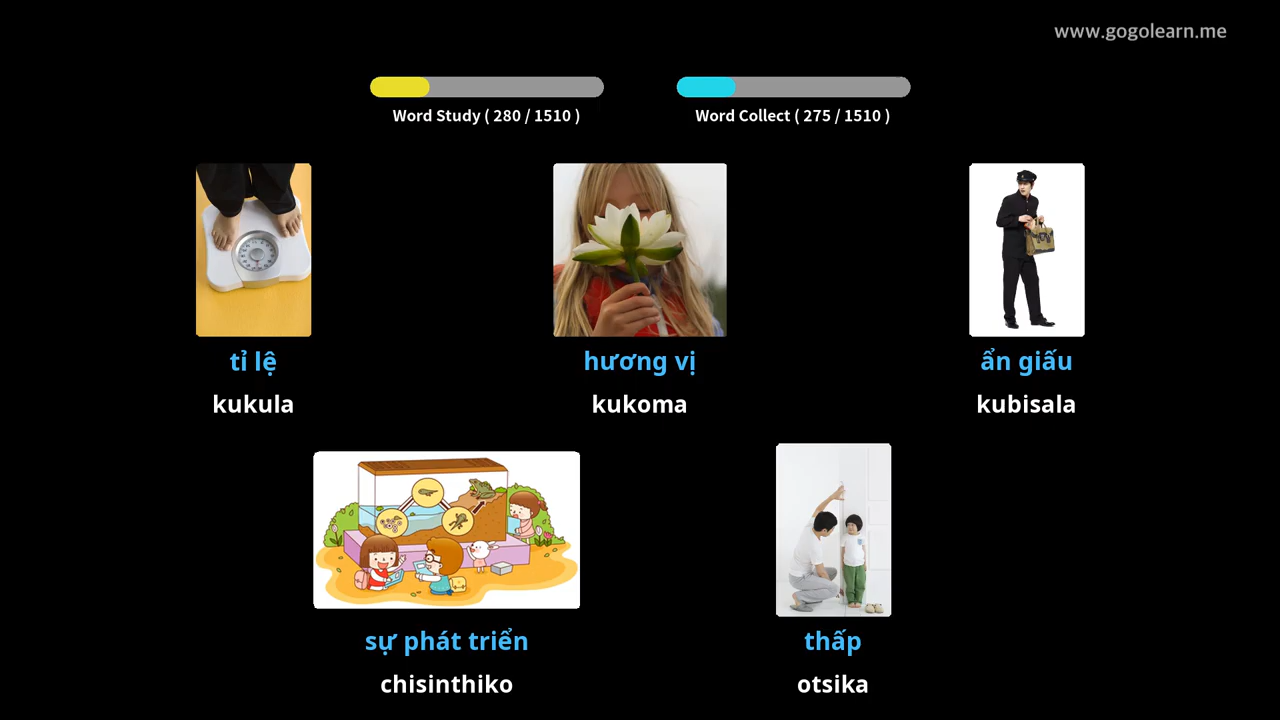 www.gogolearn.me
Word Study ( 280 / 1510 )
Word Collect ( 275 / 1510 )
tỉ lệ
hương vị
ẩn giấu
kukula
kukoma
kubisala
sự phát triển
thấp
chisinthiko
otsika